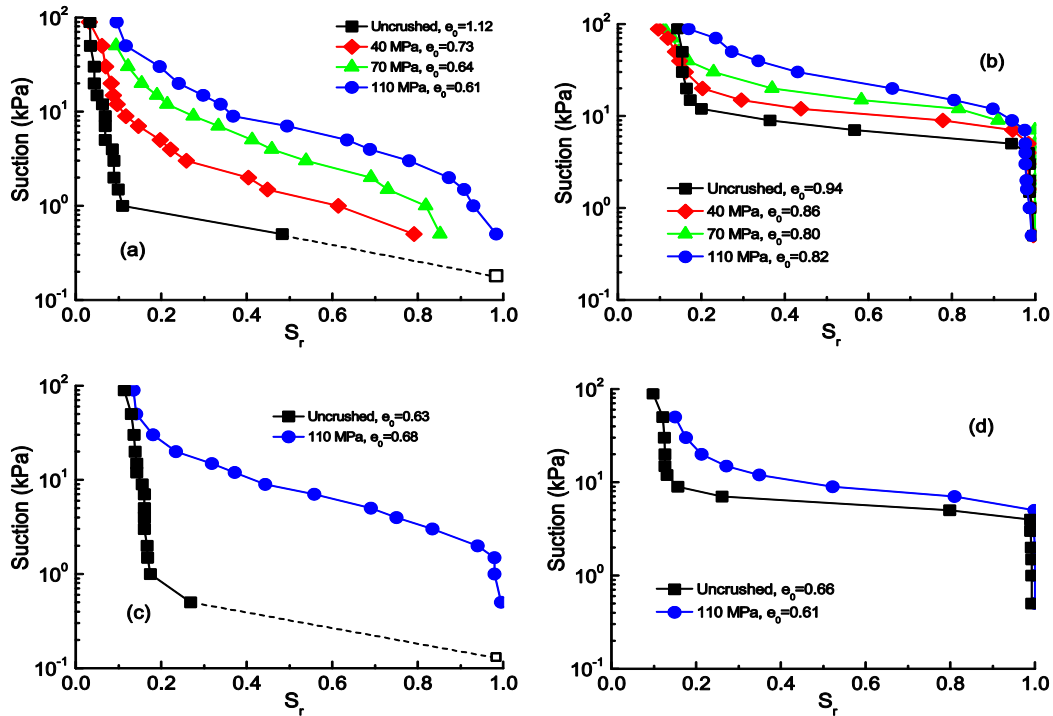 Suction (kPa)
10²
10¹
10⁰
10⁻¹
0.0 0.2 0.4 0.6 0.8 1.0
Sᵣ
(a)
Uncrushed, e₀=1.12
40 MPa, e₀=0.73
70 MPa, e₀=0.64
110 MPa, e₀=0.61
Suction (kPa)
10²
10¹
10⁰
10⁻¹
0.0 0.2 0.4 0.6 0.8 1.0
Sᵣ
(b)
Uncrushed, e₀=0.94
40 MPa, e₀=0.86
70 MPa, e₀=0.80
110 MPa, e₀=0.82
Suction (kPa)
10²
10¹
10⁰
10⁻¹
0.0 0.2 0.4 0.6 0.8 1.0
Sᵣ
(c)
Uncrushed, e₀=0.63
110 MPa, e₀=0.68
Suction (kPa)
10²
10¹
10⁰
10⁻¹
0.0 0.2 0.4 0.6 0.8 1.0
Sᵣ
(d)
Uncrushed, e₀=0.66
110 MPa, e₀=0.61